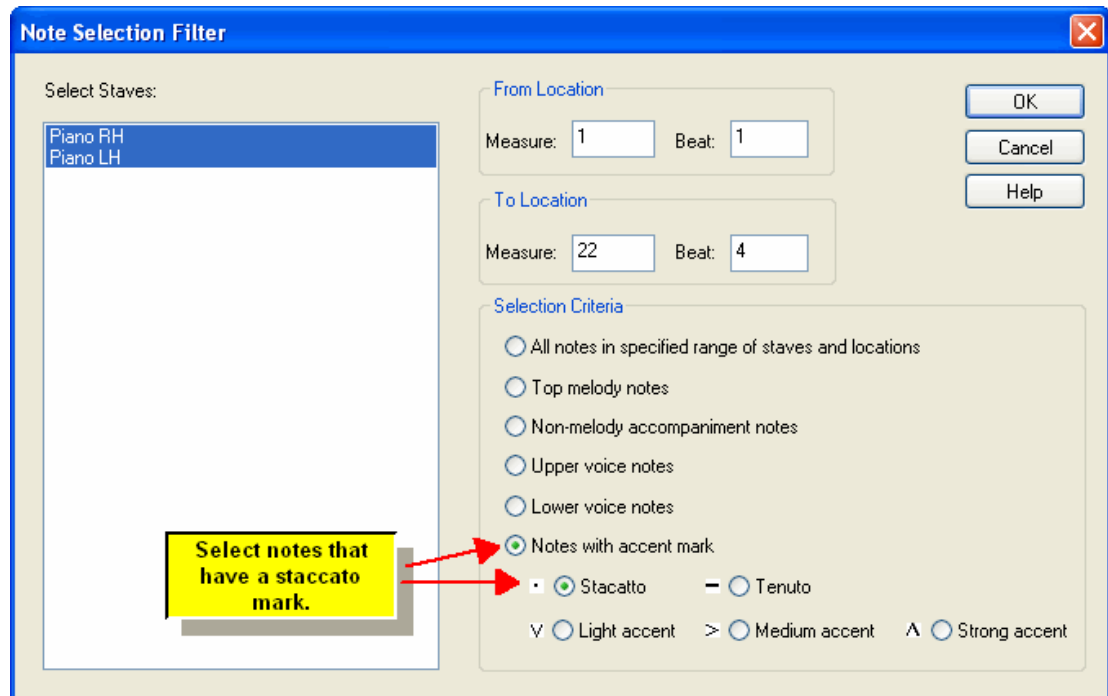 Note Selection Filter
Select Staves:
Piano RH
Piano LH
From Location
Measure: 1 Beat: 1
To Location
Measure: 22 Beat: 4
OK
Cancel
Help
Selection Criteria
All notes in specified range of staves and locations
Top melody notes
Non-melody accompaniment notes
Upper voice notes
Lower voice notes
Notes with accent mark
Stacatto Tenuto
Light accent > Medium accent Strong accent
Select notes that
have a staccato
mark.